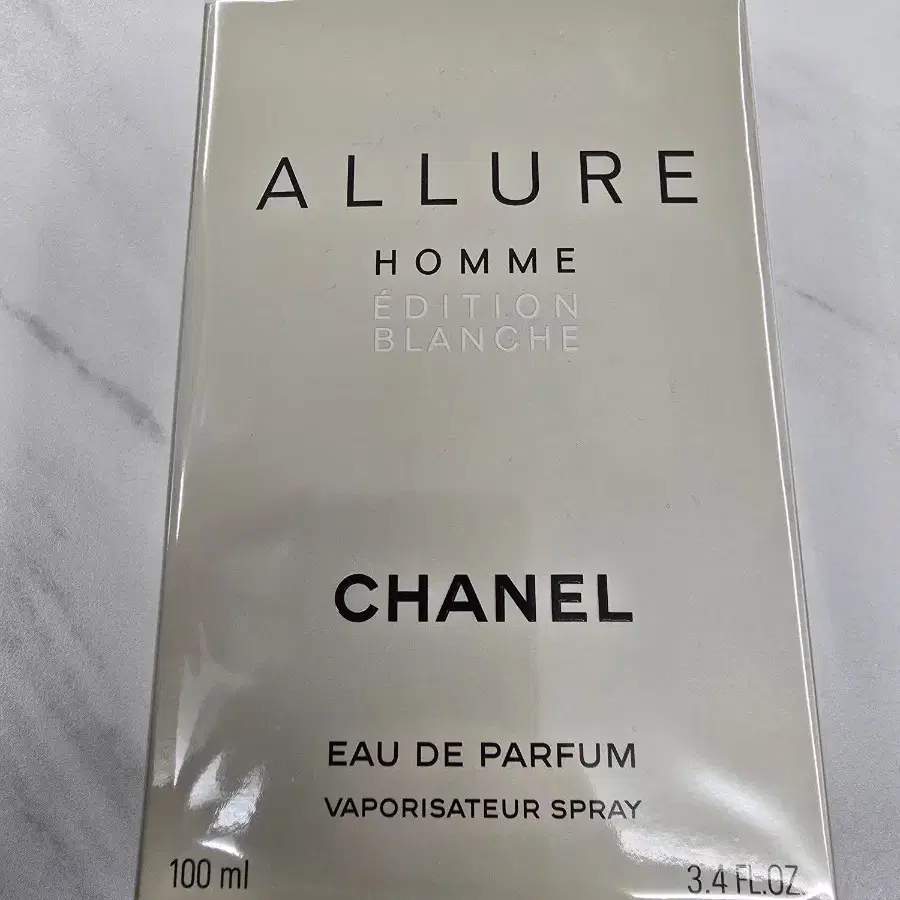 ALLURE
HOMME
ÉDITION
BLANCHE
CHANEL
EAU DE PARFUM
VAPORISATEUR SPRAY
100 ml 3.4 FL.OZ.